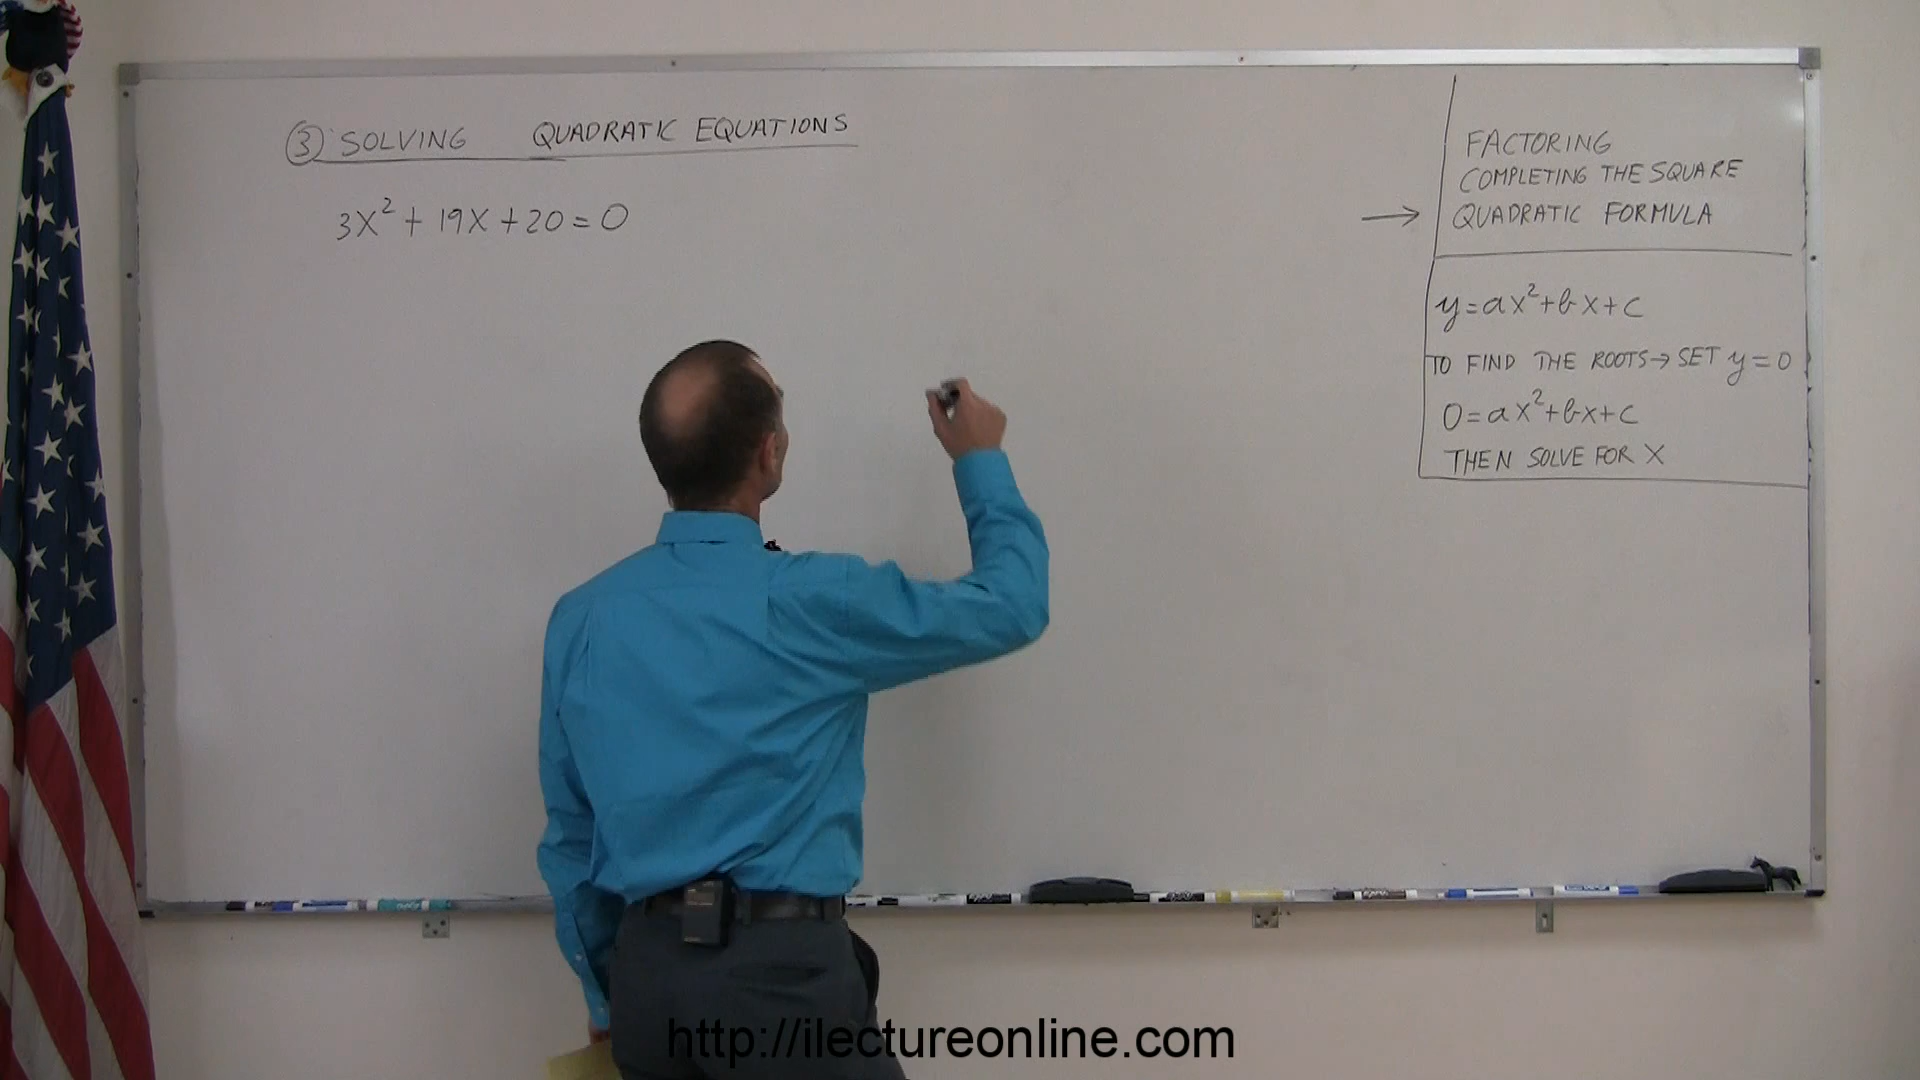 ③ SOLVING QUADRATIC EQUATIONS
3X² + 19X + 20 = 0
FACTORING
COMPLETING THE SQUARE
→ QUADRATIC FORMULA
y = ax² + bx + c
TO FIND THE ROOTS → SET y = 0
0 = ax² + bx + c
THEN SOLVE FOR X
http://ilectureonline.com